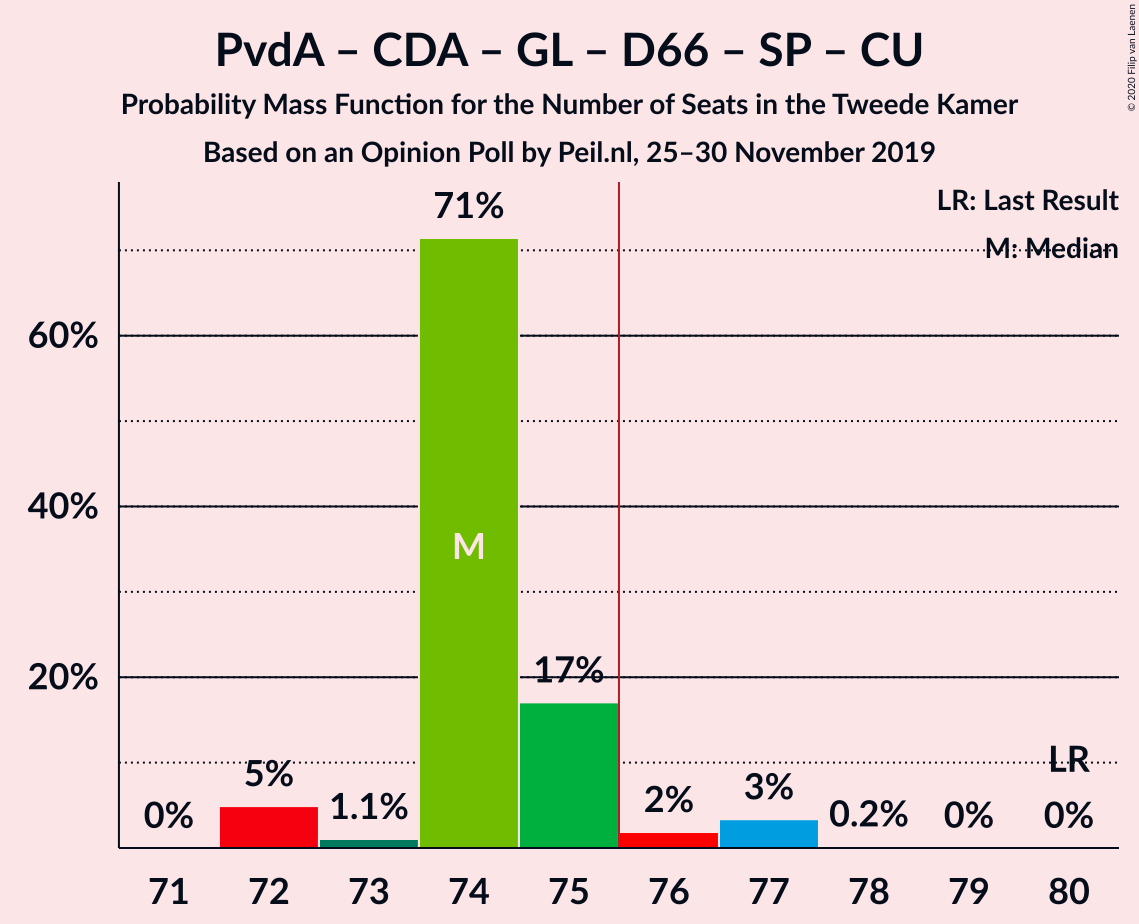 PvdA – CDA – GL – D66 – SP – CU
Probability Mass Function for the Number of Seats in the Tweede Kamer
Based on an Opinion Poll by Peil.nl, 25–30 November 2019
© 2020 Filip van Laenen
LR: Last Result
M: Median
71%
60%
40%
M
20%
17%
LR
5%
1.1%
2%
3%
0%
0.2%
0%
0%
71 72 73 74 75 76 77 78 79 80